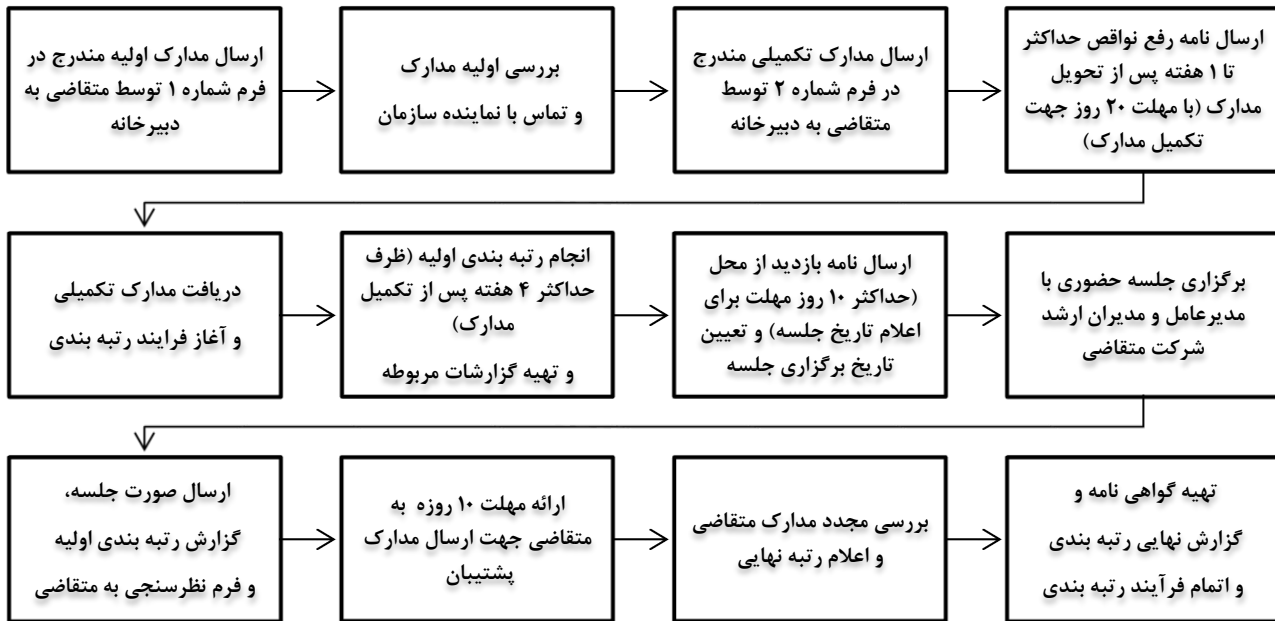 ارسال مدارک اولیه مندرج در
فرم شماره ۱ توسط متقاضی به
دبیرخانه
بررسی اولیه مدارک
و تماس با نماینده سازمان
ارسال مدارک تکمیلی مندرج
در فرم شماره ۲ توسط
متقاضی به دبیرخانه
ارسال نامه رفع نواقص حداکثر
تا ۱ هفته پس از تحویل
مدارک (با مهلت ۲۰ روز جهت
تکمیل مدارک)
دریافت مدارک تکمیلی
و آغاز فرایند رتبه بندی
انجام رتبه بندی اولیه (ظرف
حداکثر ۴ هفته پس از تکمیل
مدارک)
و تهیه گزارشات مربوطه
ارسال نامه بازدید از محل
(حداکثر ۱۰ روز مهلت برای
اعلام تاریخ جلسه) و تعیین
تاریخ برگزاری جلسه
برگزاری جلسه حضوری با
مدیرعامل و مدیران ارشد
شرکت متقاضی
ارسال صورت جلسه،
گزارش رتبه بندی اولیه
و فرم نظرسنجی به متقاضی
ارائه مهلت ۱۰ روزه به
متقاضی جهت ارسال مدارک
پشتیبان
بررسی مجدد مدارک متقاضی
و اعلام رتبه نهایی
تهیه گواهی نامه و
گزارش نهایی رتبه بندی
و اتمام فرآیند رتبه بندی